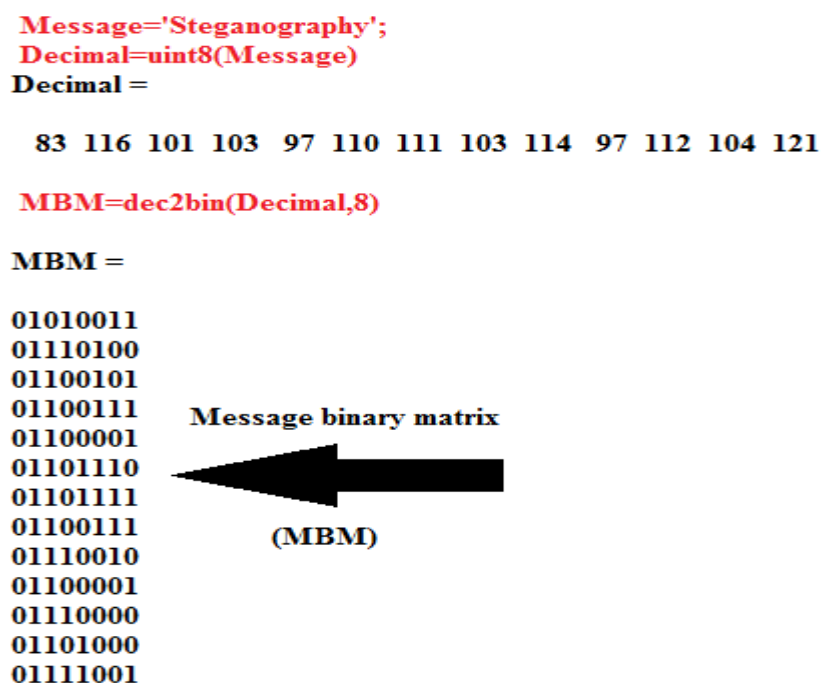 Message='Steganography';
Decimal=uint8(Message)
Decimal =
83 116 101 103 97 110 111 103 114 97 112 104 121
MBM=dec2bin(Decimal,8)
MBM =
01010011
01110100
01100101
01100111
01100001
01101110
01101111
01100111
01110010
01100001
01110000
01101000
01111001
Message binary matrix
(MBM)